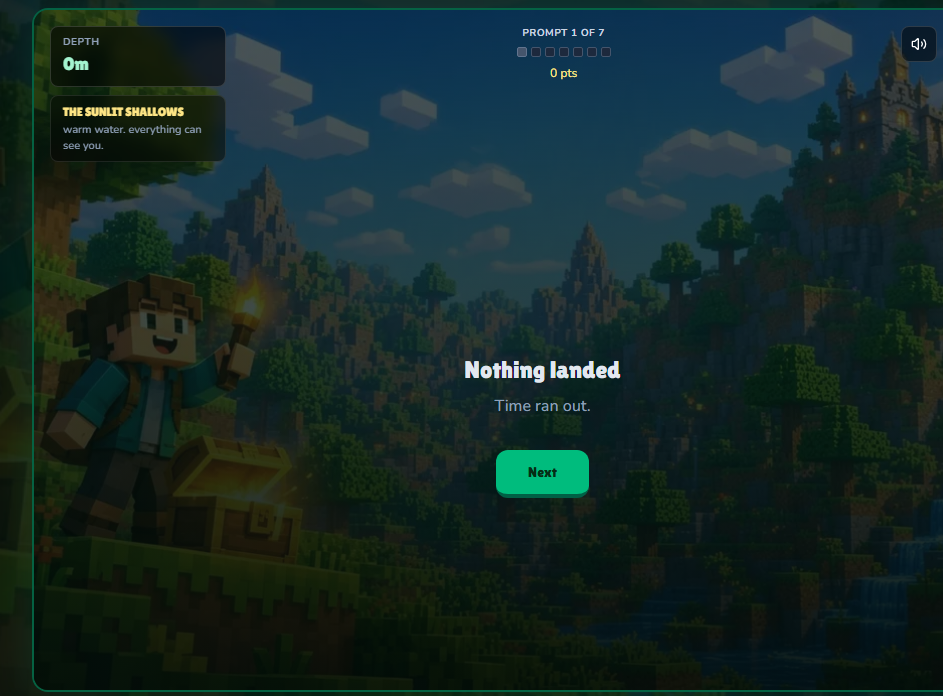 DEPTH
0m
THE SUNLIT SHALLOWS
warm water. everything can
see you.
PROMPT 1 OF 7
0 pts
Nothing landed
Time ran out.
Next